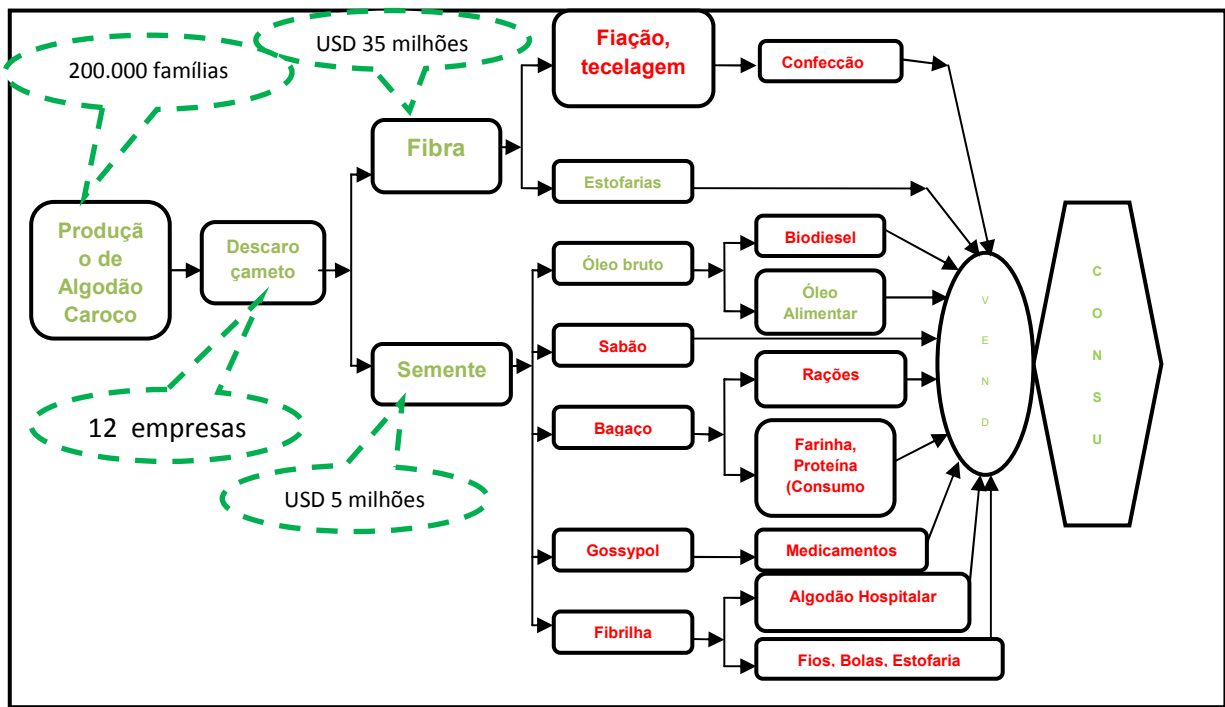 USD 35 milhões
200.000 famílias
Fiação,
tecelagem
Confecção
Fibra
Estofarias
Produçã
o de
Algodão
Caroço
Descaro
çameto
Óleo bruto
Biodiesel
Óleo
Alimentar
Sabão
Semente
Rações
Bagaço
Farinha,
Proteína
(Consumo
12 empresas
USD 5 milhões
Gossypol
Medicamentos
Algodão Hospitalar
Fibrilha
Fios, Bolas, Estofaria
V
E
N
D
C
O
N
S
U